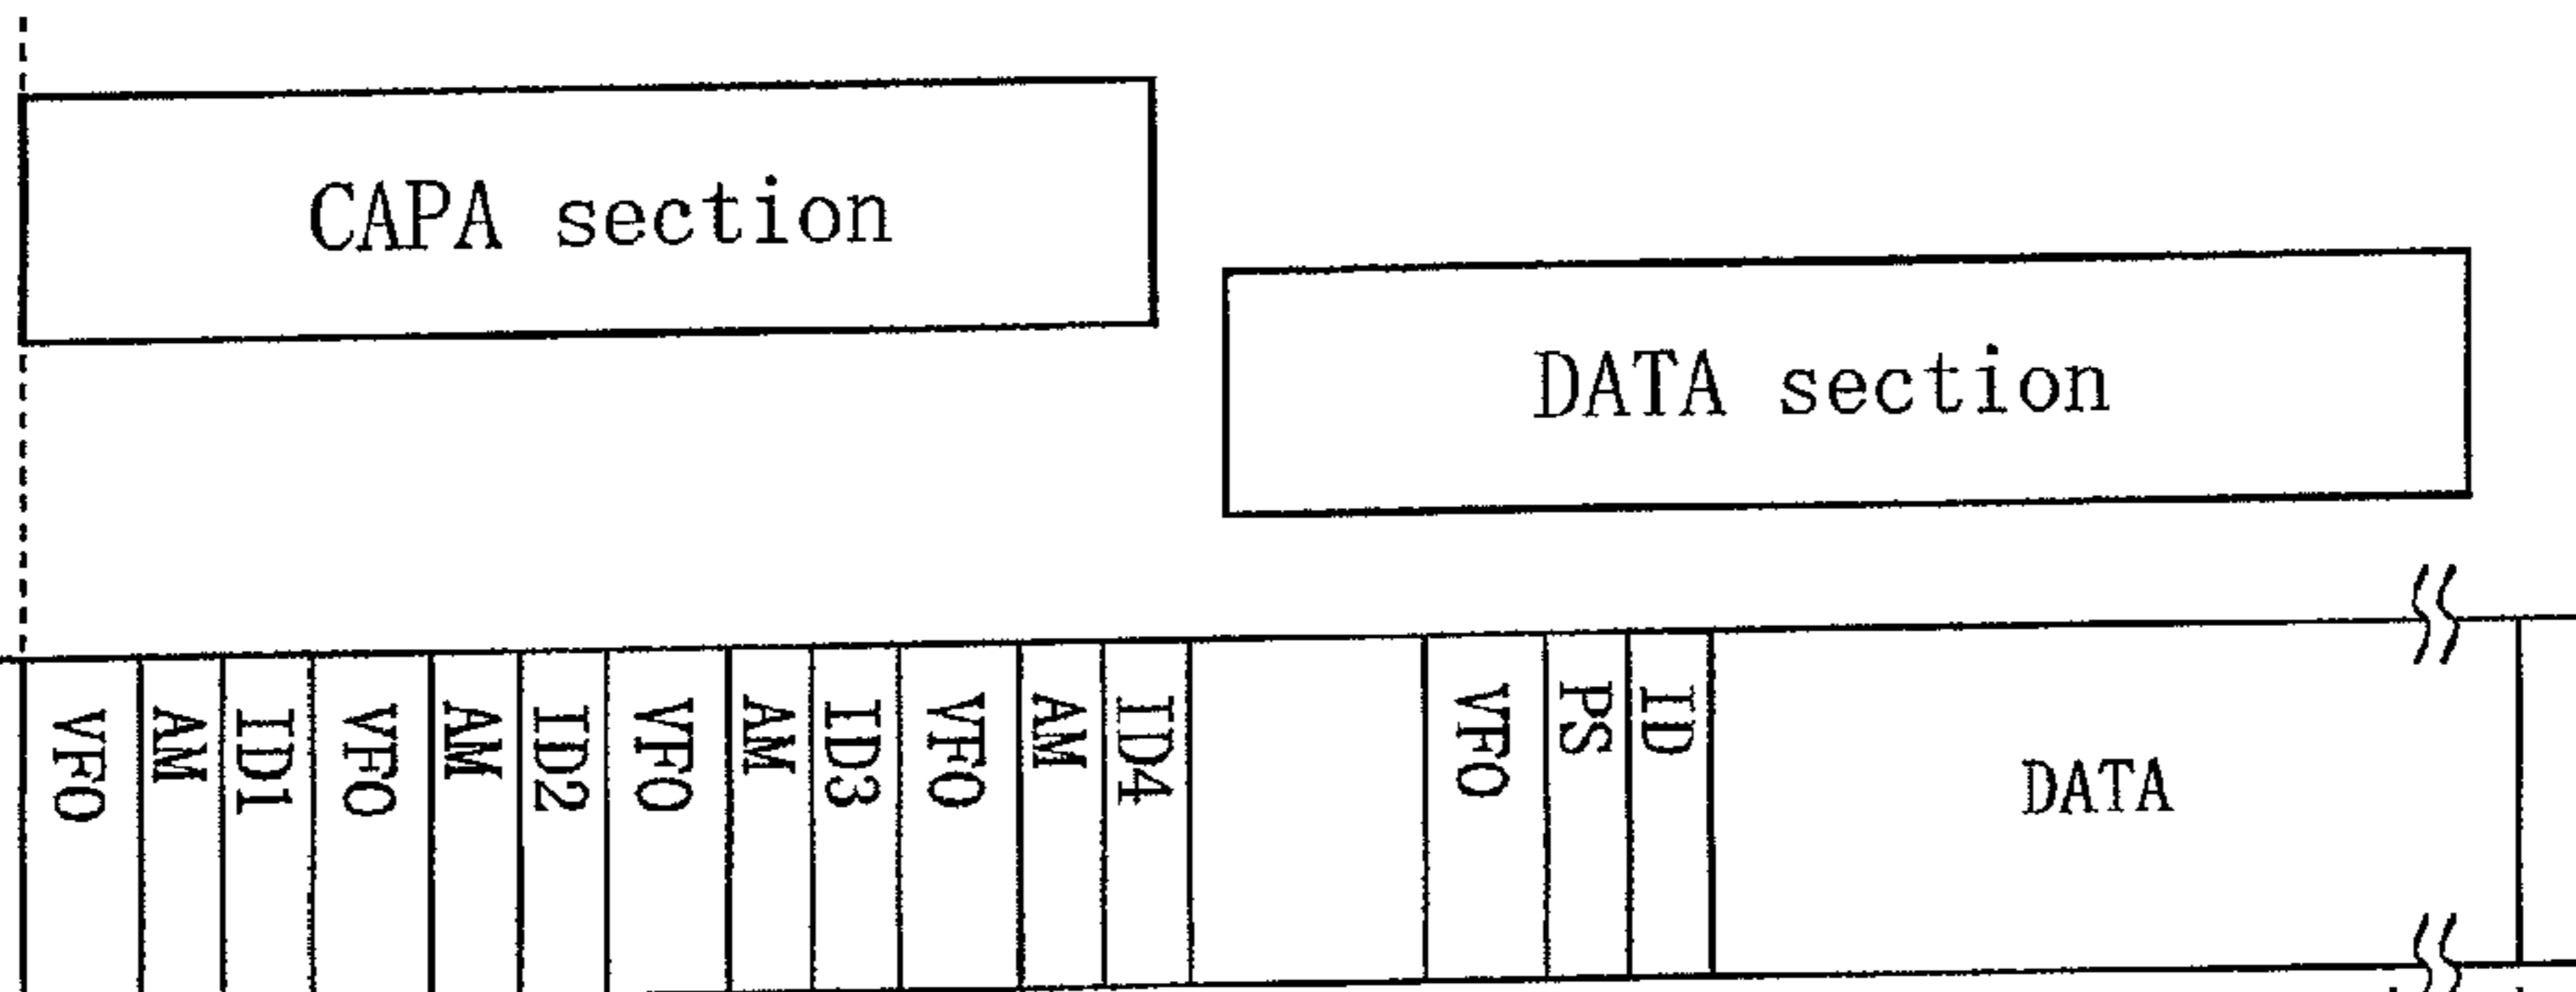 CAPA section
DATA section
VFO
AM
ID1
VFO
AM
ID2
VFO
AM
ID3
VFO
AM
ID4
VFO
PS
ID
DATA